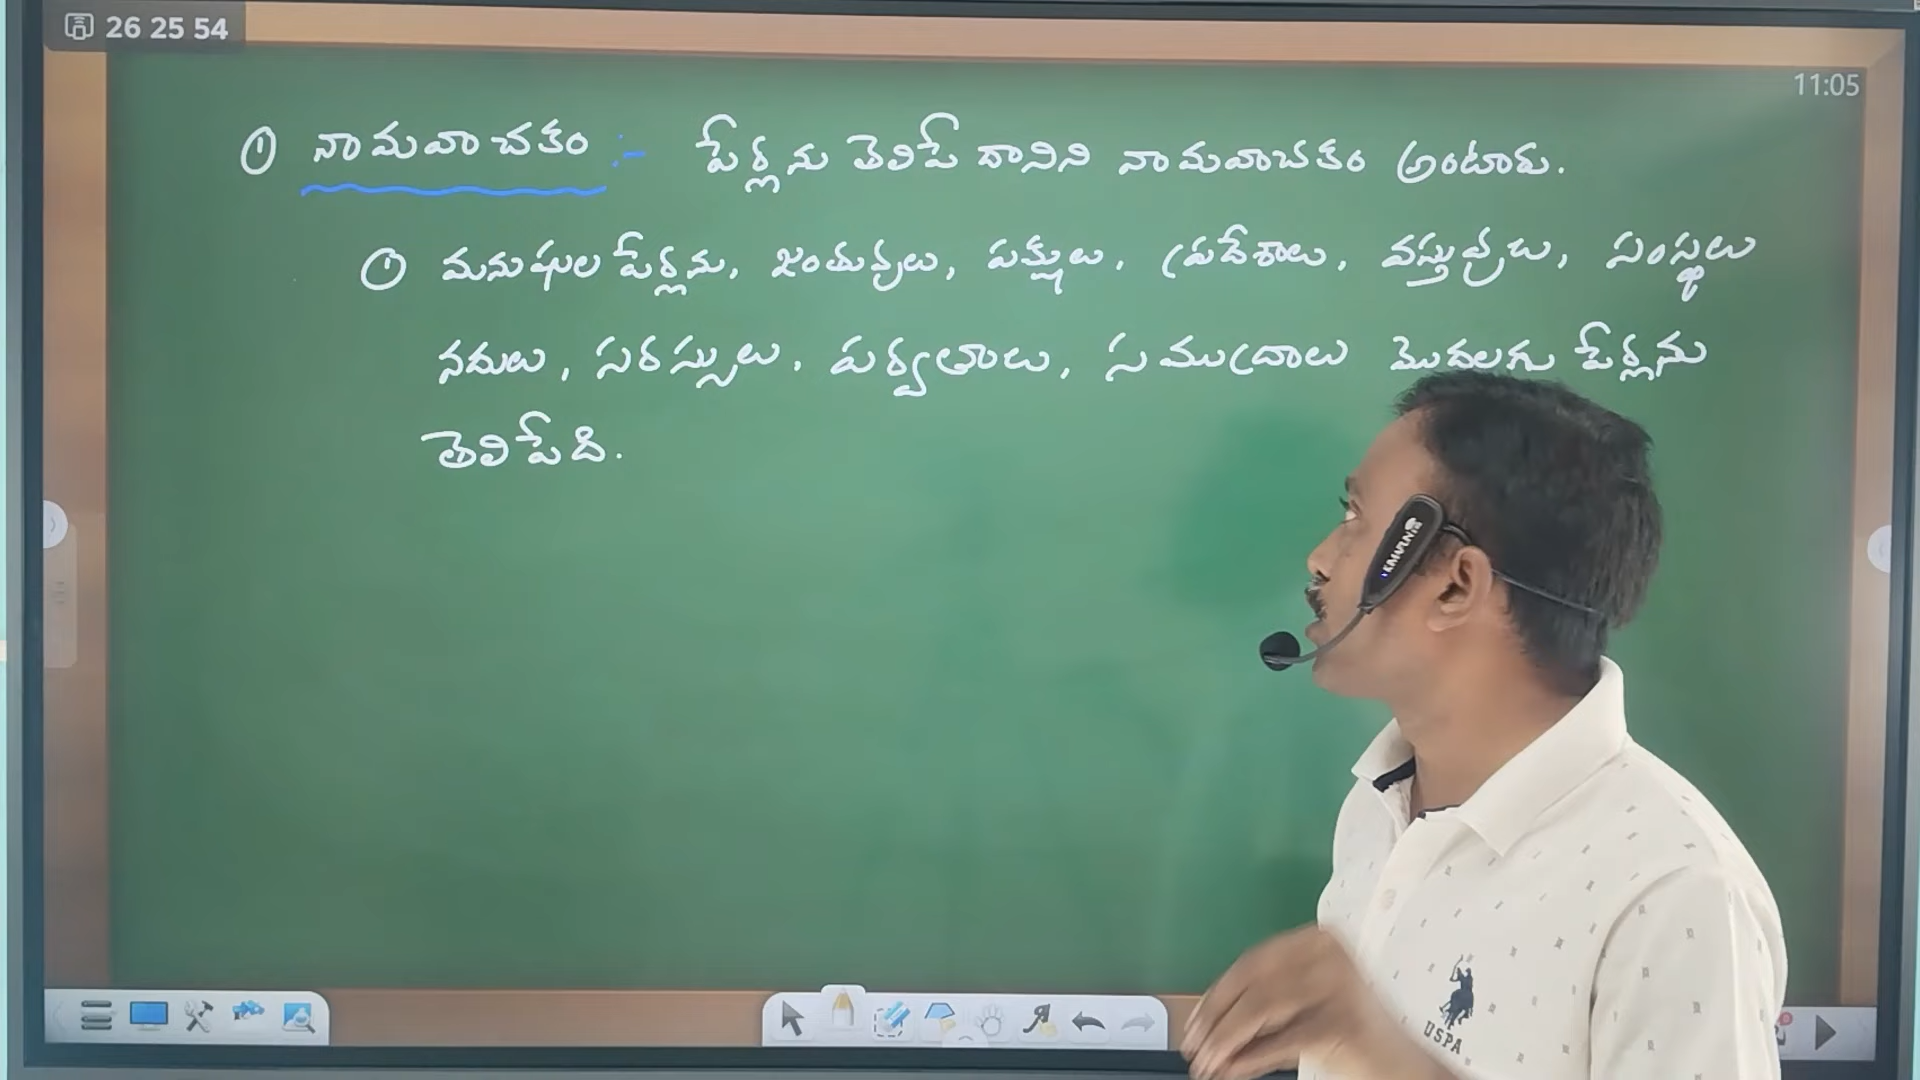 26 25 54
11:05
① నామవాచకం :- పేర్లను తెలిపే దానిని నామవాచకం అంటారు.
① మనుషుల పేర్లను, జంతువులు, పక్షులు, ప్రదేశాలు, వస్తువులు, సంస్థలు
నదులు, సరస్సులు, పర్వతాలు, సముద్రాలు మొదలగు పేర్లను
తెలిపేది.
USPA